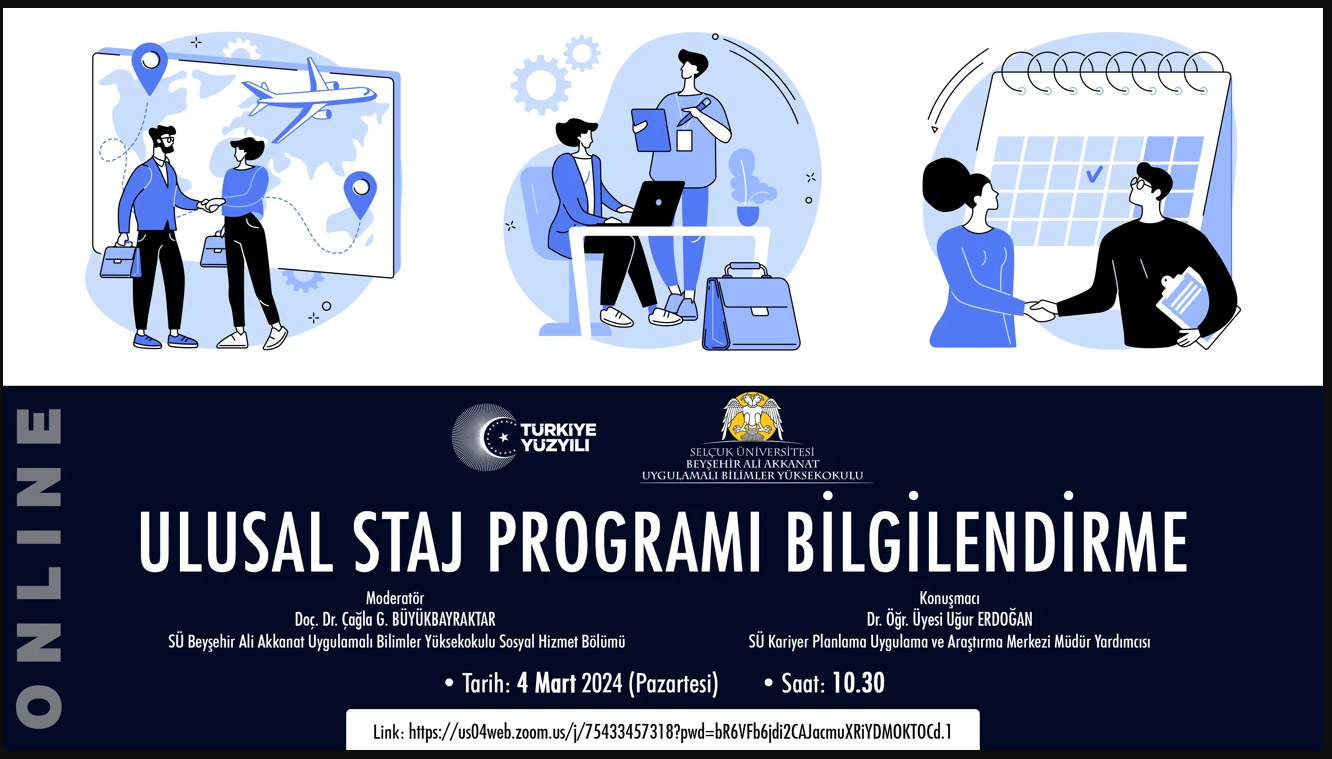 ONLINE
TÜRKİYE
YÜZYILI
SELÇUK ÜNİVERSİTESİ
BEYŞEHİR ALİ AKKANAT
UYGULAMALI BİLİMLER YÜKSEKOKULU
ULUSAL STAJ PROGRAMI BİLGİLENDİRME
Moderatör
Doç. Dr. Çağla G. BÜYÜKBAYRAKTAR
SÜ Beyşehir Ali Akkanat Uygulamalı Bilimler Yüksekokulu Sosyal Hizmet Bölümü
Konuşmacı
Dr. Öğr. Üyesi Uğur ERDOĞAN
SÜ Kariyer Planlama Uygulama ve Araştırma Merkezi Müdür Yardımcısı
• Tarih: 4 Mart 2024 (Pazartesi)
• Saat: 10.30
Link: https://us04web.zoom.us/j/75433457318?pwd=bR6VFb6jdi2CAJacmuXRiYDMOKTOCd.1